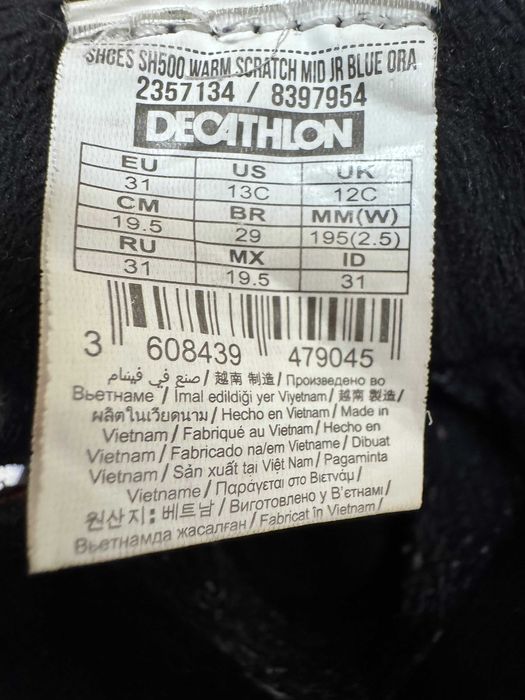 SHOES SH500 WARM SCRATCH MID JR BLUE ORA
2357134 / 8397954
DECATHLON
EU US UK
31 13C 12C
CM BR MM(W)
19.5 29 195(2.5)
RU MX ID
31 19.5 31
3 608439 479045
صنع في فيتنام / 越南 制造 / Произведено во
Вьетнаме / İmal edildiği yer Viyetnam / 越南 製造 /
ผลิตในเวียดนาม / Hecho en Vietnam / Made in
Vietnam / Fabriqué au Vietnam / Hecho en
Vietnam / Fabricado na/em Vietname / Dibuat
Vietnam / Sản xuất tại Việt Nam / Pagaminta
Vietname / Παράγεται στο Βιετνάμ /
원산지: 베트남 / Виготовлено у В'єтнамі /
Вьетнамда жасалған / Fabricat în Vietnam /